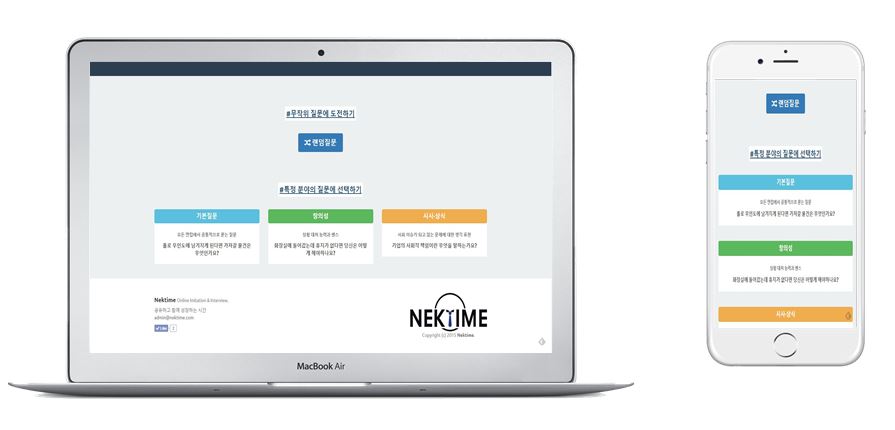 #무작위 질문에 도전하기
랜덤질문
#특정 분야의 질문에 선택하기
기본질문
모든 면접에서 공통적으로 묻는 질문
홀로 무인도에 남겨지게 된다면 가져갈 물건은
무엇인가요?
창의성
당황 대처 능력과 센스
화장실에 들어갔는데 휴지가 없다면 당신은 어떻
게 해야하나요?
시사·상식
사회 이슈가 되고 있는 문제에 대한 생각 표현
기업의 사회적 책임이란 무엇을 말하는가요?
Nektime Online Imitation & Interview,
공유하고 함께 성장하는 시간
admin@nektime.com
Like 2
NEKTIME
Copyright (c) 2015 Nektime
MacBook Air
랜덤질문
#특정 분야의 질문에 선택하기
기본질문
모든 면접에서 공통적으로 묻는 질문
홀로 무인도에 남겨지게 된다면 가져갈 물건은 무엇인가요?
창의성
당황 대처 능력과 센스
화장실에 들어갔는데 휴지가 없다면 당신은 어떻게 해야하나요?
시사·상식